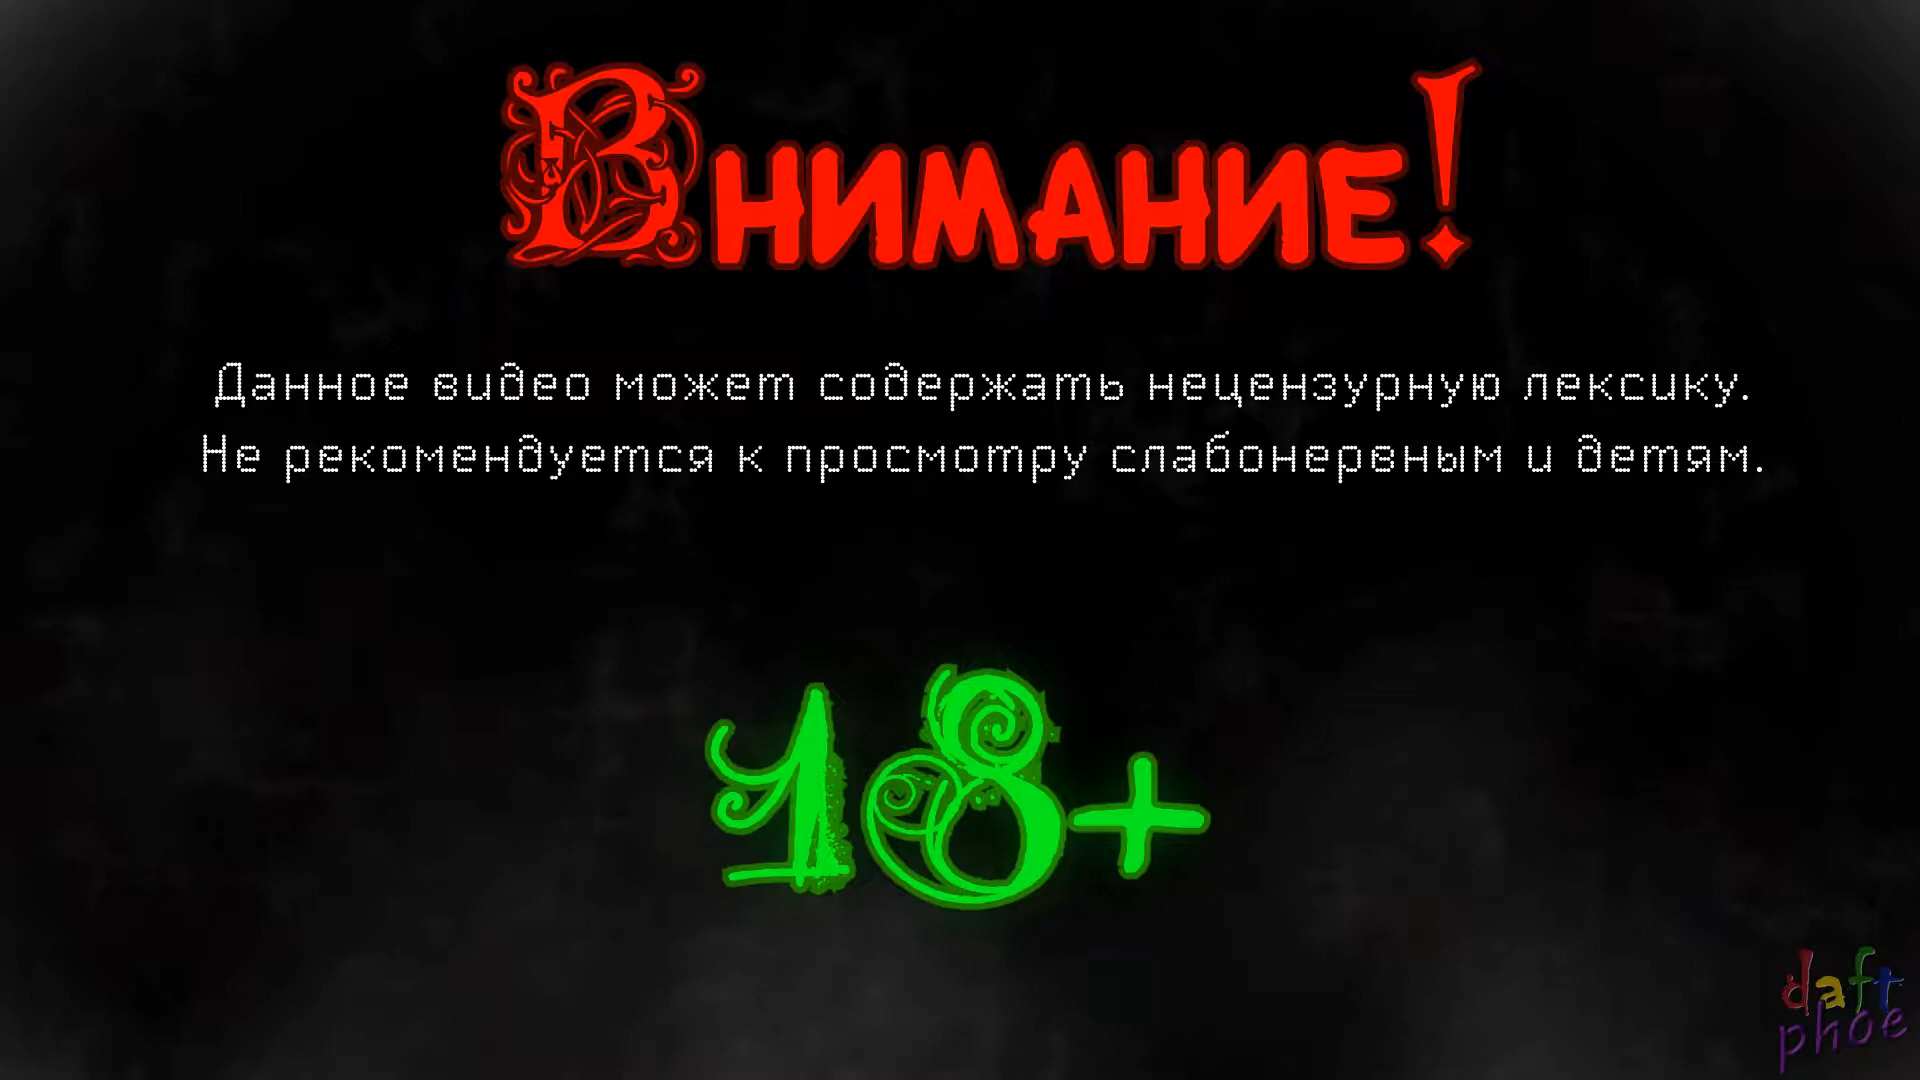 Внимание!
Данное видео может содержать нецензурную лексику.
Не рекомендуется к просмотру слабонервным и детям.
18+
daft
phoe